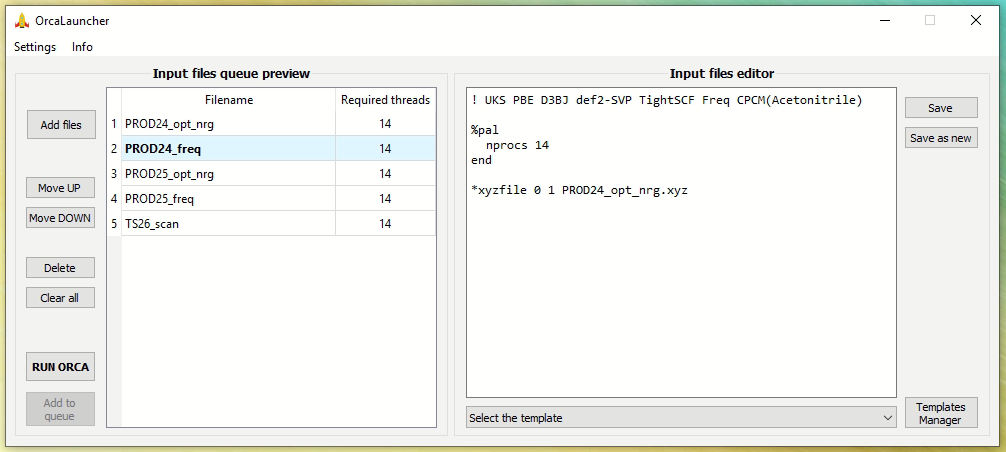 OrcaLauncher
Settings Info
Input files queue preview
Add files
Move UP
Move DOWN
Delete
Clear all
RUN ORCA
Add to
queue
Filename Required threads
1 PROD24_opt_nrg 14
2 PROD24_freq 14
3 PROD25_opt_nrg 14
4 PROD25_freq 14
5 TS26_scan 14
Input files editor
! UKS PBE D3BJ def2-SVP TightSCF Freq CPCM(Acetonitrile)
%pal
nprocs 14
end
*xyzfile 0 1 PROD24_opt_nrg.xyz
Select the template
Save
Save as new
Templates
Manager